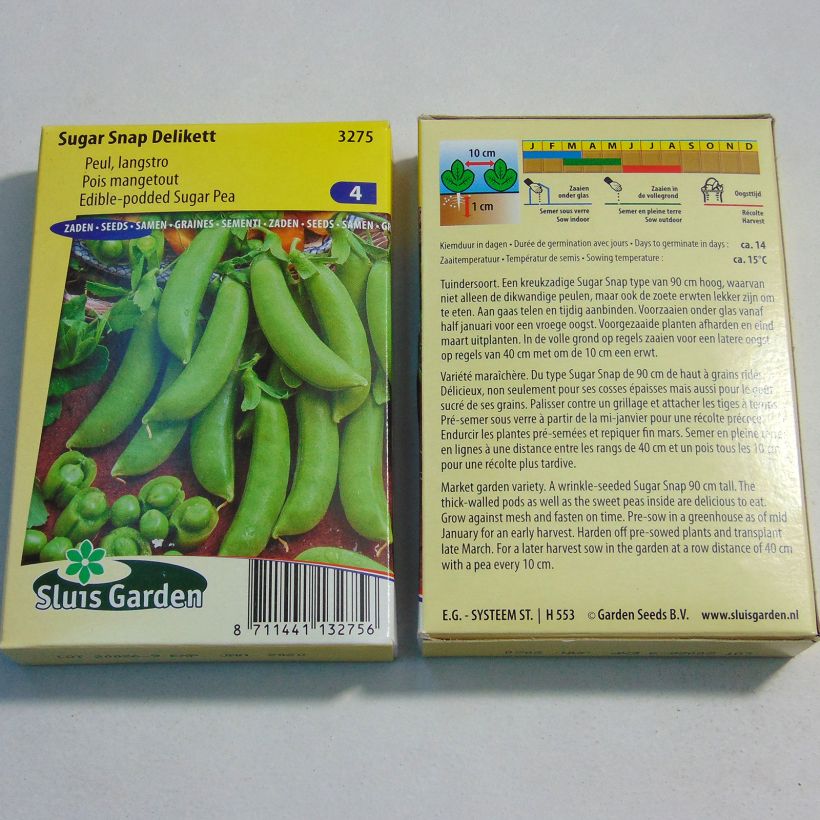 Sugar Snap Delikett 3275
Peul, langstro
Pois mangetout
Edible-podded Sugar Pea
4
ZADEN • SEEDS • SAMEN • GRAINES • SEMENTI • ZADEN • SEEDS • SAMEN • GR
Sluis Garden
8 711441 132756
J F M A M J J A S O N D
10 cm
1 cm
Zaaien
onder glas
Semer sous verre
Sow indoor
Zaaien in
de vollegrond
Semer en pleine terre
Sow outdoor
Oogsttijd
Récolte
Harvest
Kiemduur in dagen • Durée de germination avec jours • Days to germinate in days : ca. 14
Zaaitemperatuur • Températur de semis • Sowing temperature : ca. 15°C
Tuindersoort. Een kreukzadige Sugar Snap type van 90 cm hoog, waarvan
niet alleen de dikwandige peulen, maar ook de zoete erwten lekker zijn om
te eten. Aan gaas telen en tijdig aanbinden. Voorzaaien onder glas vanaf
half januari voor een vroege oogst. Voorgezaaide planten afharden en eind
maart uitplanten. In de volle grond op regels zaaien voor een latere oogst
op regels van 40 cm met om de 10 cm een erwt.
Variété maraîchère. Du type Sugar Snap de 90 cm de haut à grains rides.
Délicieux, non seulement pour ses cosses épaisses mais aussi pour le goût
sucré de ses grains. Palisser contre un grillage et attacher les tiges à temps.
Pré-semer sous verre à partir de la mi-janvier pour une récolte précoce.
Endurcir les plantes pré-semées et repiquer fin mars. Semer en pleine terre
en lignes à une distance entre les rangs de 40 cm et un pois tous les 10 cm
pour une récolte plus tardive.
Market garden variety. A wrinkle-seeded Sugar Snap 90 cm tall. The
thick-walled pods as well as the sweet peas inside are delicious to eat.
Grow against mesh and fasten on time. Pre-sow in a greenhouse as of mid
January for an early harvest. Harden off pre-sowed plants and transplant
late March. For a later harvest sow in the garden at a row distance of 40 cm
with a pea every 10 cm.
E.G. - SYSTEEM ST. | H 553 © Garden Seeds B.V. www.sluisgarden.nl